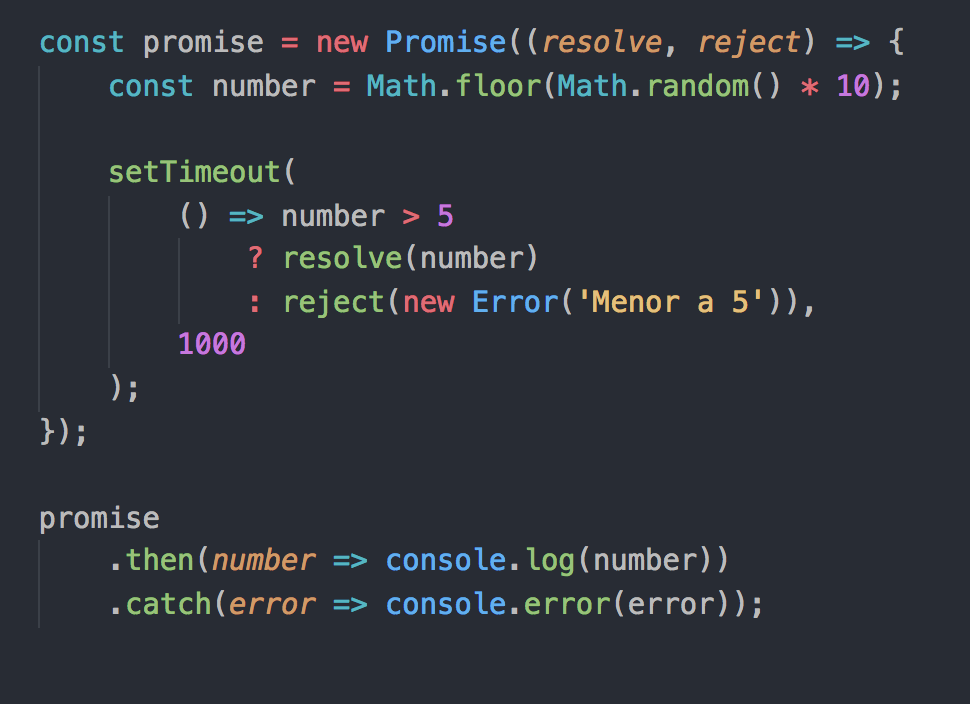 const promise = new Promise((resolve, reject) => {
    const number = Math.floor(Math.random() * 10);

    setTimeout(
        () => number > 5
            ? resolve(number)
            : reject(new Error('Menor a 5')),
        1000
    );
});

promise
    .then(number => console.log(number))
    .catch(error => console.error(error));